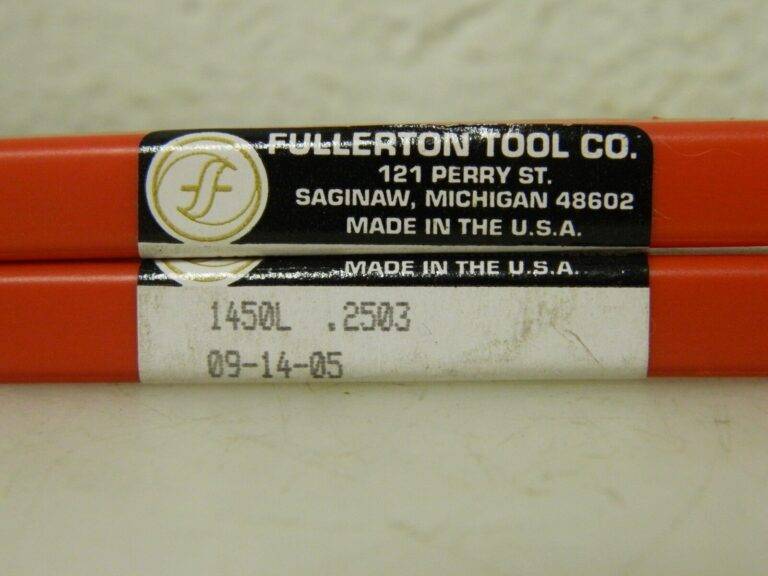 FULLERTON TOOL CO.
121 PERRY ST.
SAGINAW, MICHIGAN 48602
MADE IN THE U.S.A.
MADE IN THE U.S.A.
1450L .2503
09-14-05